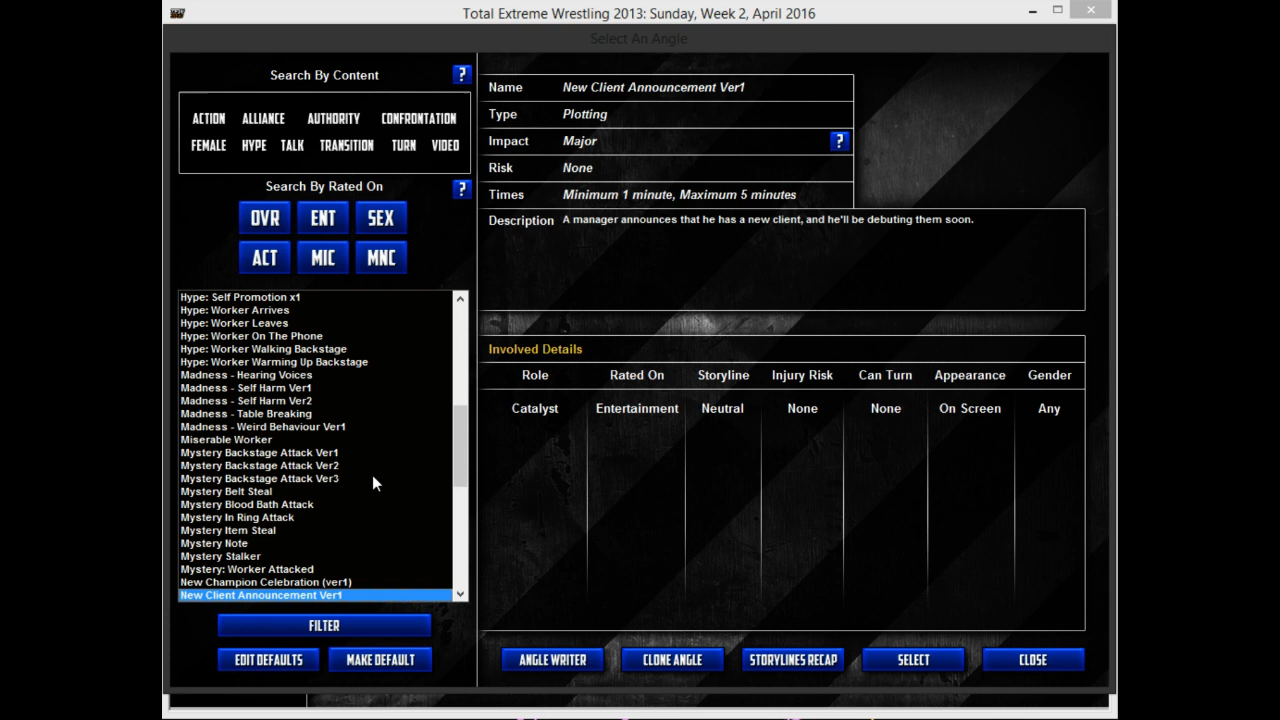 Total Extreme Wrestling 2013: Sunday, Week 2, April 2016
Select An Angle
Search By Content
?
ACTION ALLIANCE AUTHORITY CONFRONTATION
FEMALE HYPE TALK TRANSITION TURN VIDEO
Search By Rated On
?
OVR ENT SEX
ACT MIC MNC
Hype: Self Promotion x1
Hype: Worker Arrives
Hype: Worker Leaves
Hype: Worker On The Phone
Hype: Worker Walking Backstage
Hype: Worker Warming Up Backstage
Madness - Hearing Voices
Madness - Self Harm Ver1
Madness - Self Harm Ver2
Madness - Table Breaking
Madness - Weird Behaviour Ver1
Miserable Worker
Mystery Backstage Attack Ver1
Mystery Backstage Attack Ver2
Mystery Backstage Attack Ver3
Mystery Belt Steal
Mystery Blood Bath Attack
Mystery In Ring Attack
Mystery Item Steal
Mystery Note
Mystery Stalker
Mystery: Worker Attacked
New Champion Celebration (ver1)
New Client Announcement Ver1
FILTER
EDIT DEFAULTS MAKE DEFAULT
Name New Client Announcement Ver1
Type Plotting
Impact Major ?
Risk None
Times Minimum 1 minute, Maximum 5 minutes
Description A manager announces that he has a new client, and he'll be debuting them soon.
Involved Details
Role Rated On Storyline Injury Risk Can Turn Appearance Gender
Catalyst Entertainment Neutral None None On Screen Any
ANGLE WRITER CLONE ANGLE STORYLINES RECAP SELECT CLOSE